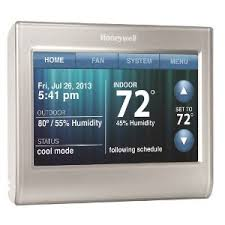 Honeywell
HOME FAN SYSTEM MENU
Fri, Jul 26, 2013
5:41 pm
INDOOR
72°
45% Humidity
SET TO
72°
OUTDOOR
80° / 55% Humidity
STATUS
cool mode
following schedule